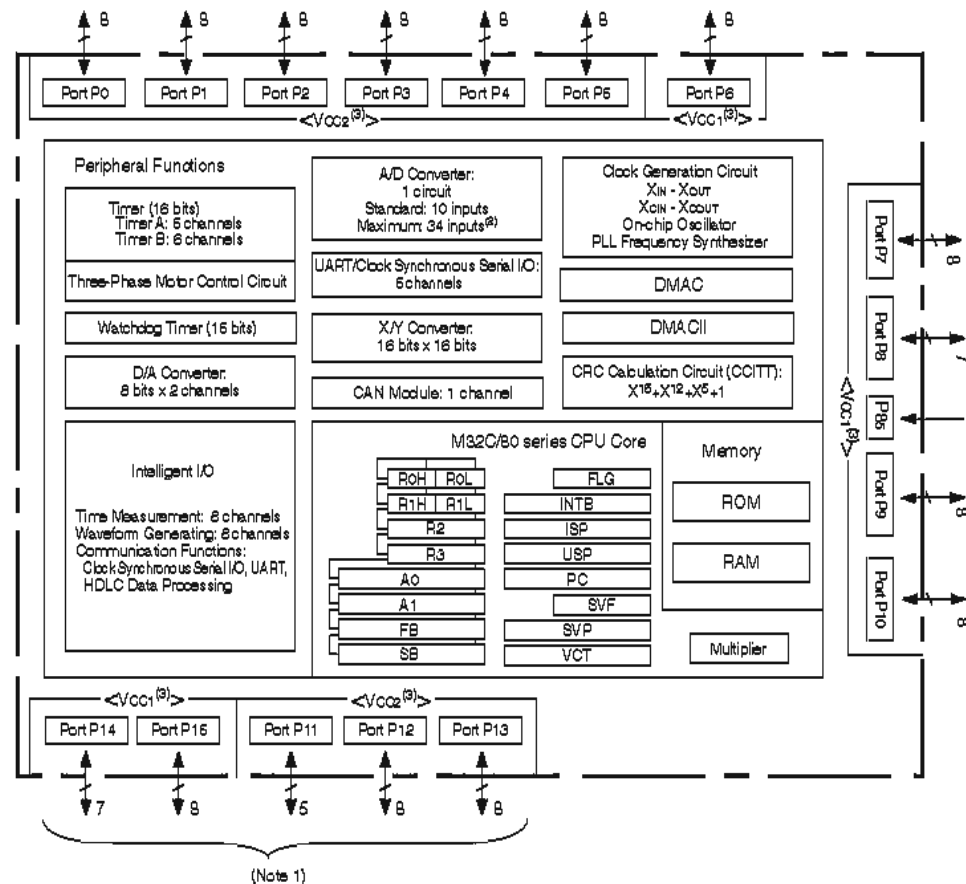 8 8 8 8 8 8 8
Port P0 Port P1 Port P2 Port P3 Port P4 Port P5 Port P6
<VCC2(3)> <VCC1(3)>
Peripheral Functions
Timer (16 bits)
Timer A: 5 channels
Timer B: 6 channels
Three-Phase Motor Control Circuit
Watchdog Timer (15 bits)
D/A Converter:
8 bits x 2 channels
A/D Converter:
1 circuit
Standard: 10 inputs
Maximum: 34 inputs(2)
UART/Clock Synchronous Serial I/O:
5 channels
X/Y Converter:
16 bits x 16 bits
CAN Module: 1 channel
Clock Generation Circuit
XIN - XOUT
XCIN - XCOUT
On-chip Oscillator
PLL Frequency Synthesizer
DMAC
DMACII
CRC Calculation Circuit (CCITT):
X16+X12+X5+1
Intelligent I/O
Time Measurement: 8 channels
Waveform Generating: 8 channels
Communication Functions:
Clock Synchronous Serial I/O, UART,
HDLC Data Processing
M32C/80 series CPU Core
R0H R0L
R1H R1L
R2
R3
A0
A1
FB
SB
FLG
INTB
ISP
USP
PC
SVF
SVP
VCT
Memory
ROM
RAM
Multiplier
<VCC1(3)>
Port P7 8
Port P8 7
P85
Port P9 8
Port P10 8
<VCC1(3)> <VCC2(3)>
Port P14 Port P15 Port P11 Port P12 Port P13
7 8 5 8 8
(Note 1)